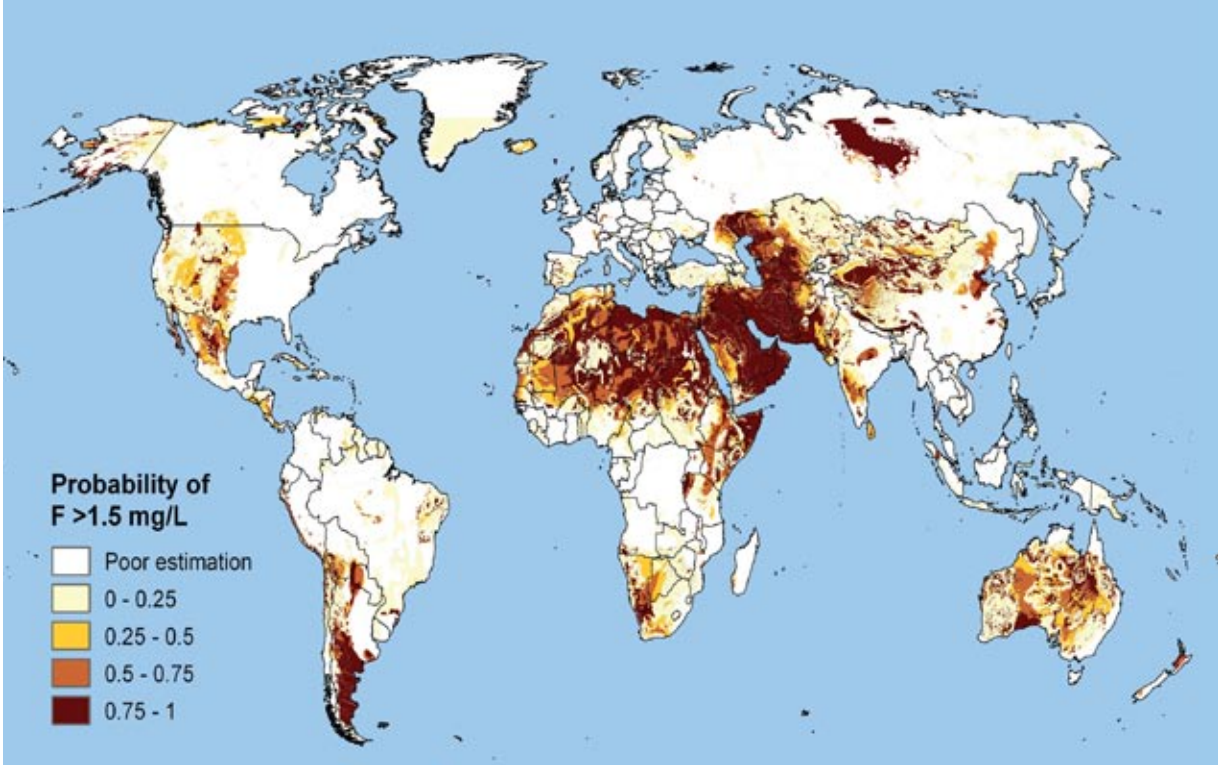 Probability of
F >1.5 mg/L
Poor estimation
0 - 0.25
0.25 - 0.5
0.5 - 0.75
0.75 - 1